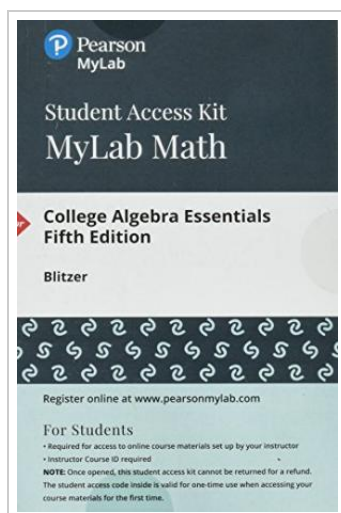 Pearson
MyLab
Student Access Kit
MyLab Math
College Algebra Essentials
Fifth Edition
Blitzer
Register online at www.pearsonmylab.com
For Students
• Required for access to online course materials set up by your instructor
• Instructor Course ID required
NOTE: Once opened, this student access kit cannot be returned for a refund.
The student access code inside is valid for one-time use when accessing your
course materials for the first time.